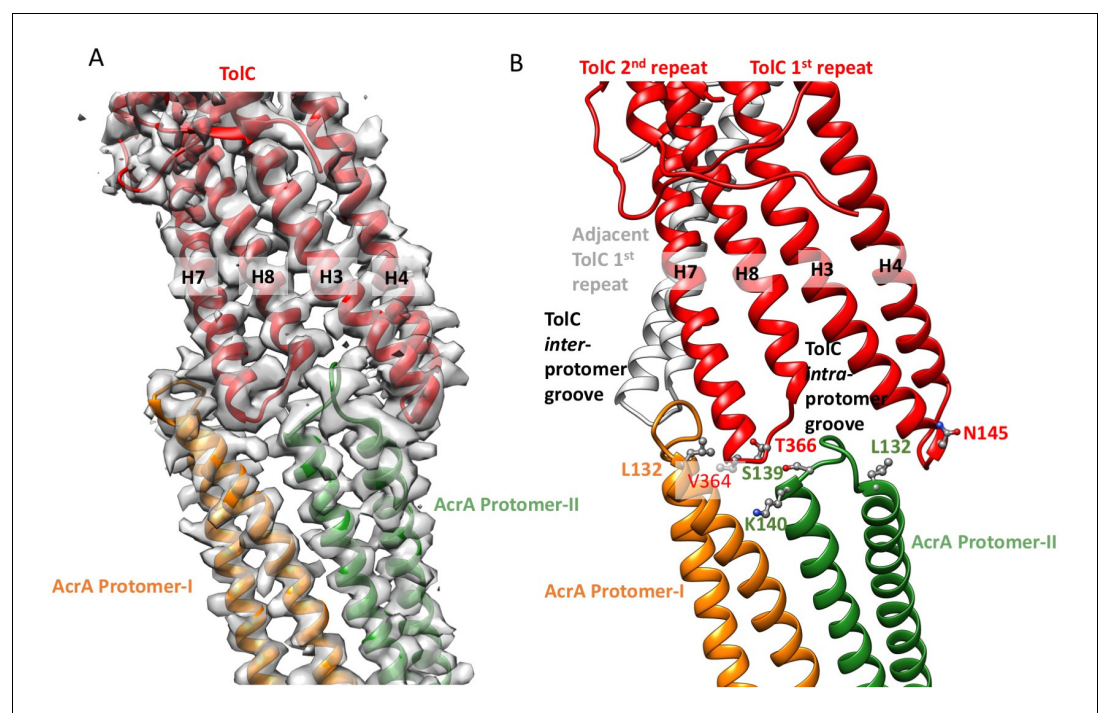 A
TolC
H7
H8
H3
H4
AcrA Protomer-II
AcrA Protomer-I
B
TolC 2nd repeat
TolC 1st repeat
Adjacent
TolC 1st
repeat
H7
H8
H3
H4
TolC
inter-
protomer
groove
TolC
intra-
protomer
groove
L132
V364
T366
S139
K140
L132
N145
AcrA Protomer-II
AcrA Protomer-I